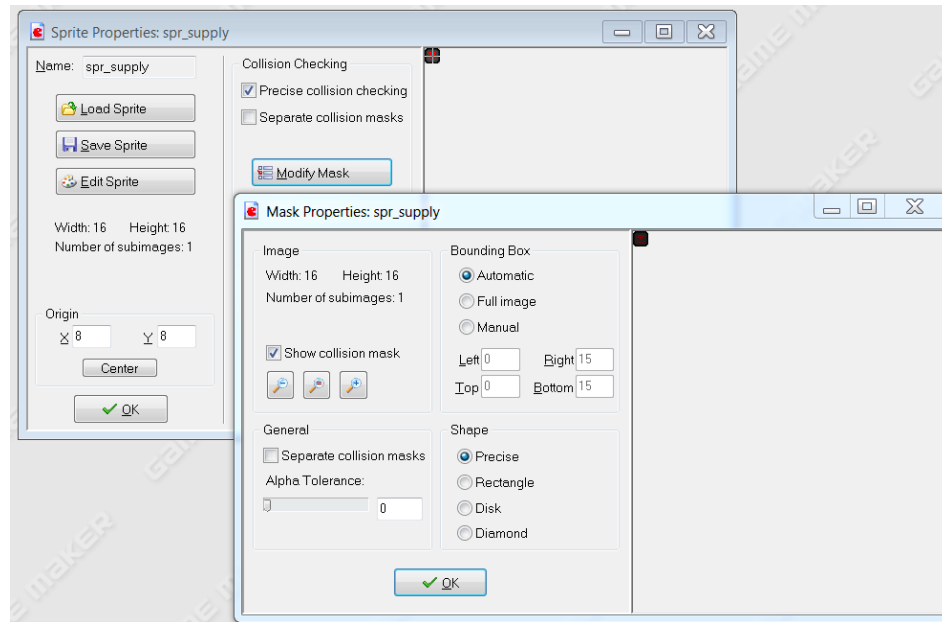 Sprite Properties: spr_supply
Name: spr_supply
Load Sprite
Save Sprite
Edit Sprite
Width: 16 Height: 16
Number of subimages: 1
Origin
X 8 Y 8
Center
OK
Collision Checking
Precise collision checking
Separate collision masks
Modify Mask
Mask Properties: spr_supply
Image
Width: 16 Height: 16
Number of subimages: 1
Show collision mask
General
Separate collision masks
Alpha Tolerance:
0
Bounding Box
Automatic
Full image
Manual
Left 0 Right 15
Top 0 Bottom 15
Shape
Precise
Rectangle
Disk
Diamond
OK